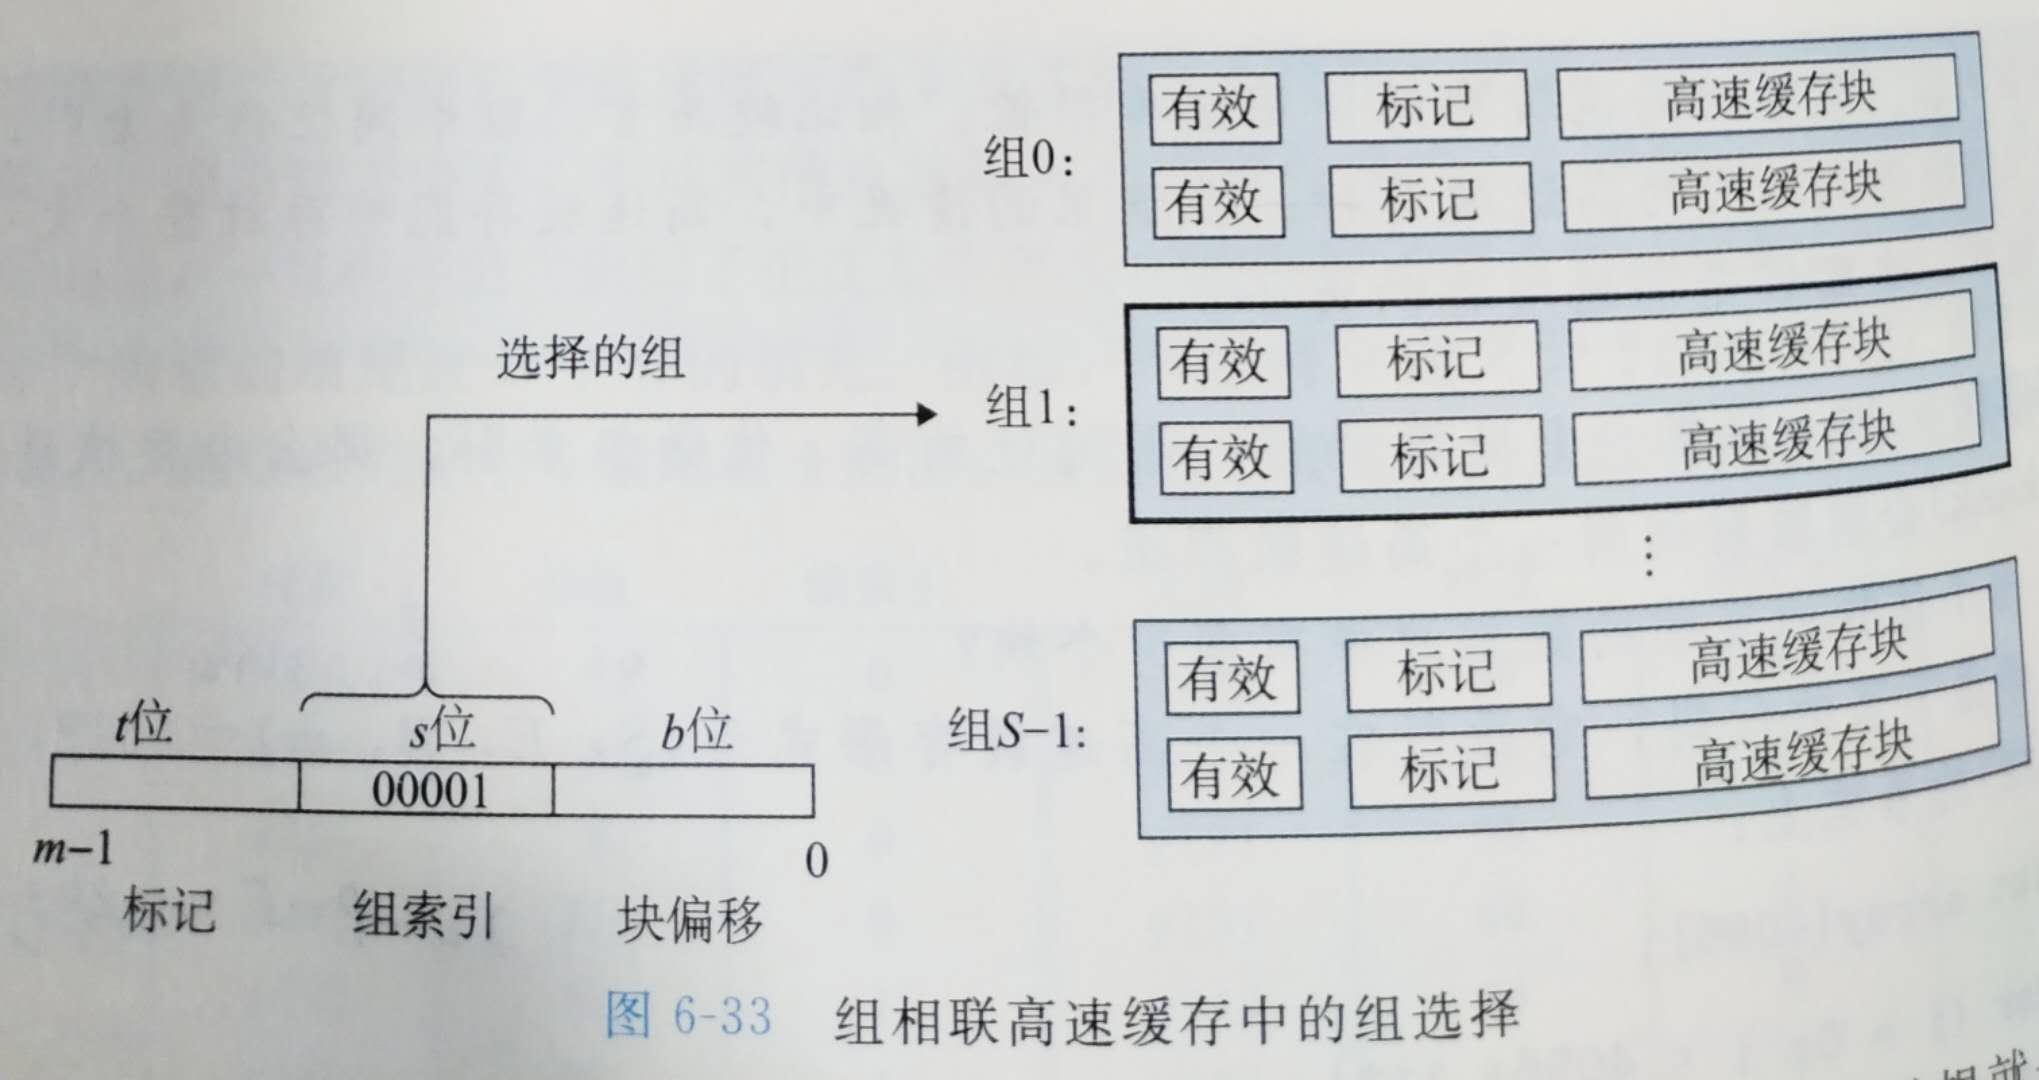 组0:
有效 标记 高速缓存块
有效 标记 高速缓存块
选择的组
组1:
有效 标记 高速缓存块
有效 标记 高速缓存块
⋮
组S-1:
有效 标记 高速缓存块
有效 标记 高速缓存块
t位 s位 b位
00001
m-1 0
标记 组索引 块偏移
图 6-33 组相联高速缓存中的组选择